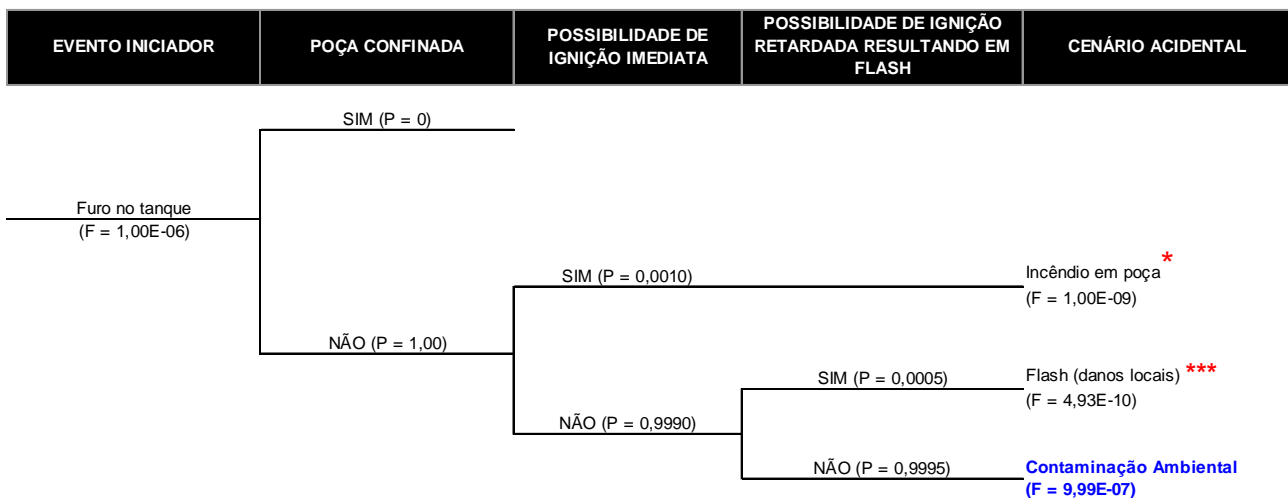 EVENTO INICIADOR
POÇA CONFINADA
POSSIBILIDADE DE
IGNIÇÃO IMEDIATA
POSSIBILIDADE DE IGNIÇÃO
RETARDADA RESULTANDO EM
FLASH
CENÁRIO ACIDENTAL
SIM (P = 0)
Furo no tanque
(F = 1,00E-06)
SIM (P = 0,0010)
Incêndio em poça *
(F = 1,00E-09)
NÃO (P = 1,00)
SIM (P = 0,0005)
Flash (danos locais) ***
(F = 4,93E-10)
NÃO (P = 0,9990)
NÃO (P = 0,9995)
Contaminação Ambiental
(F = 9,99E-07)